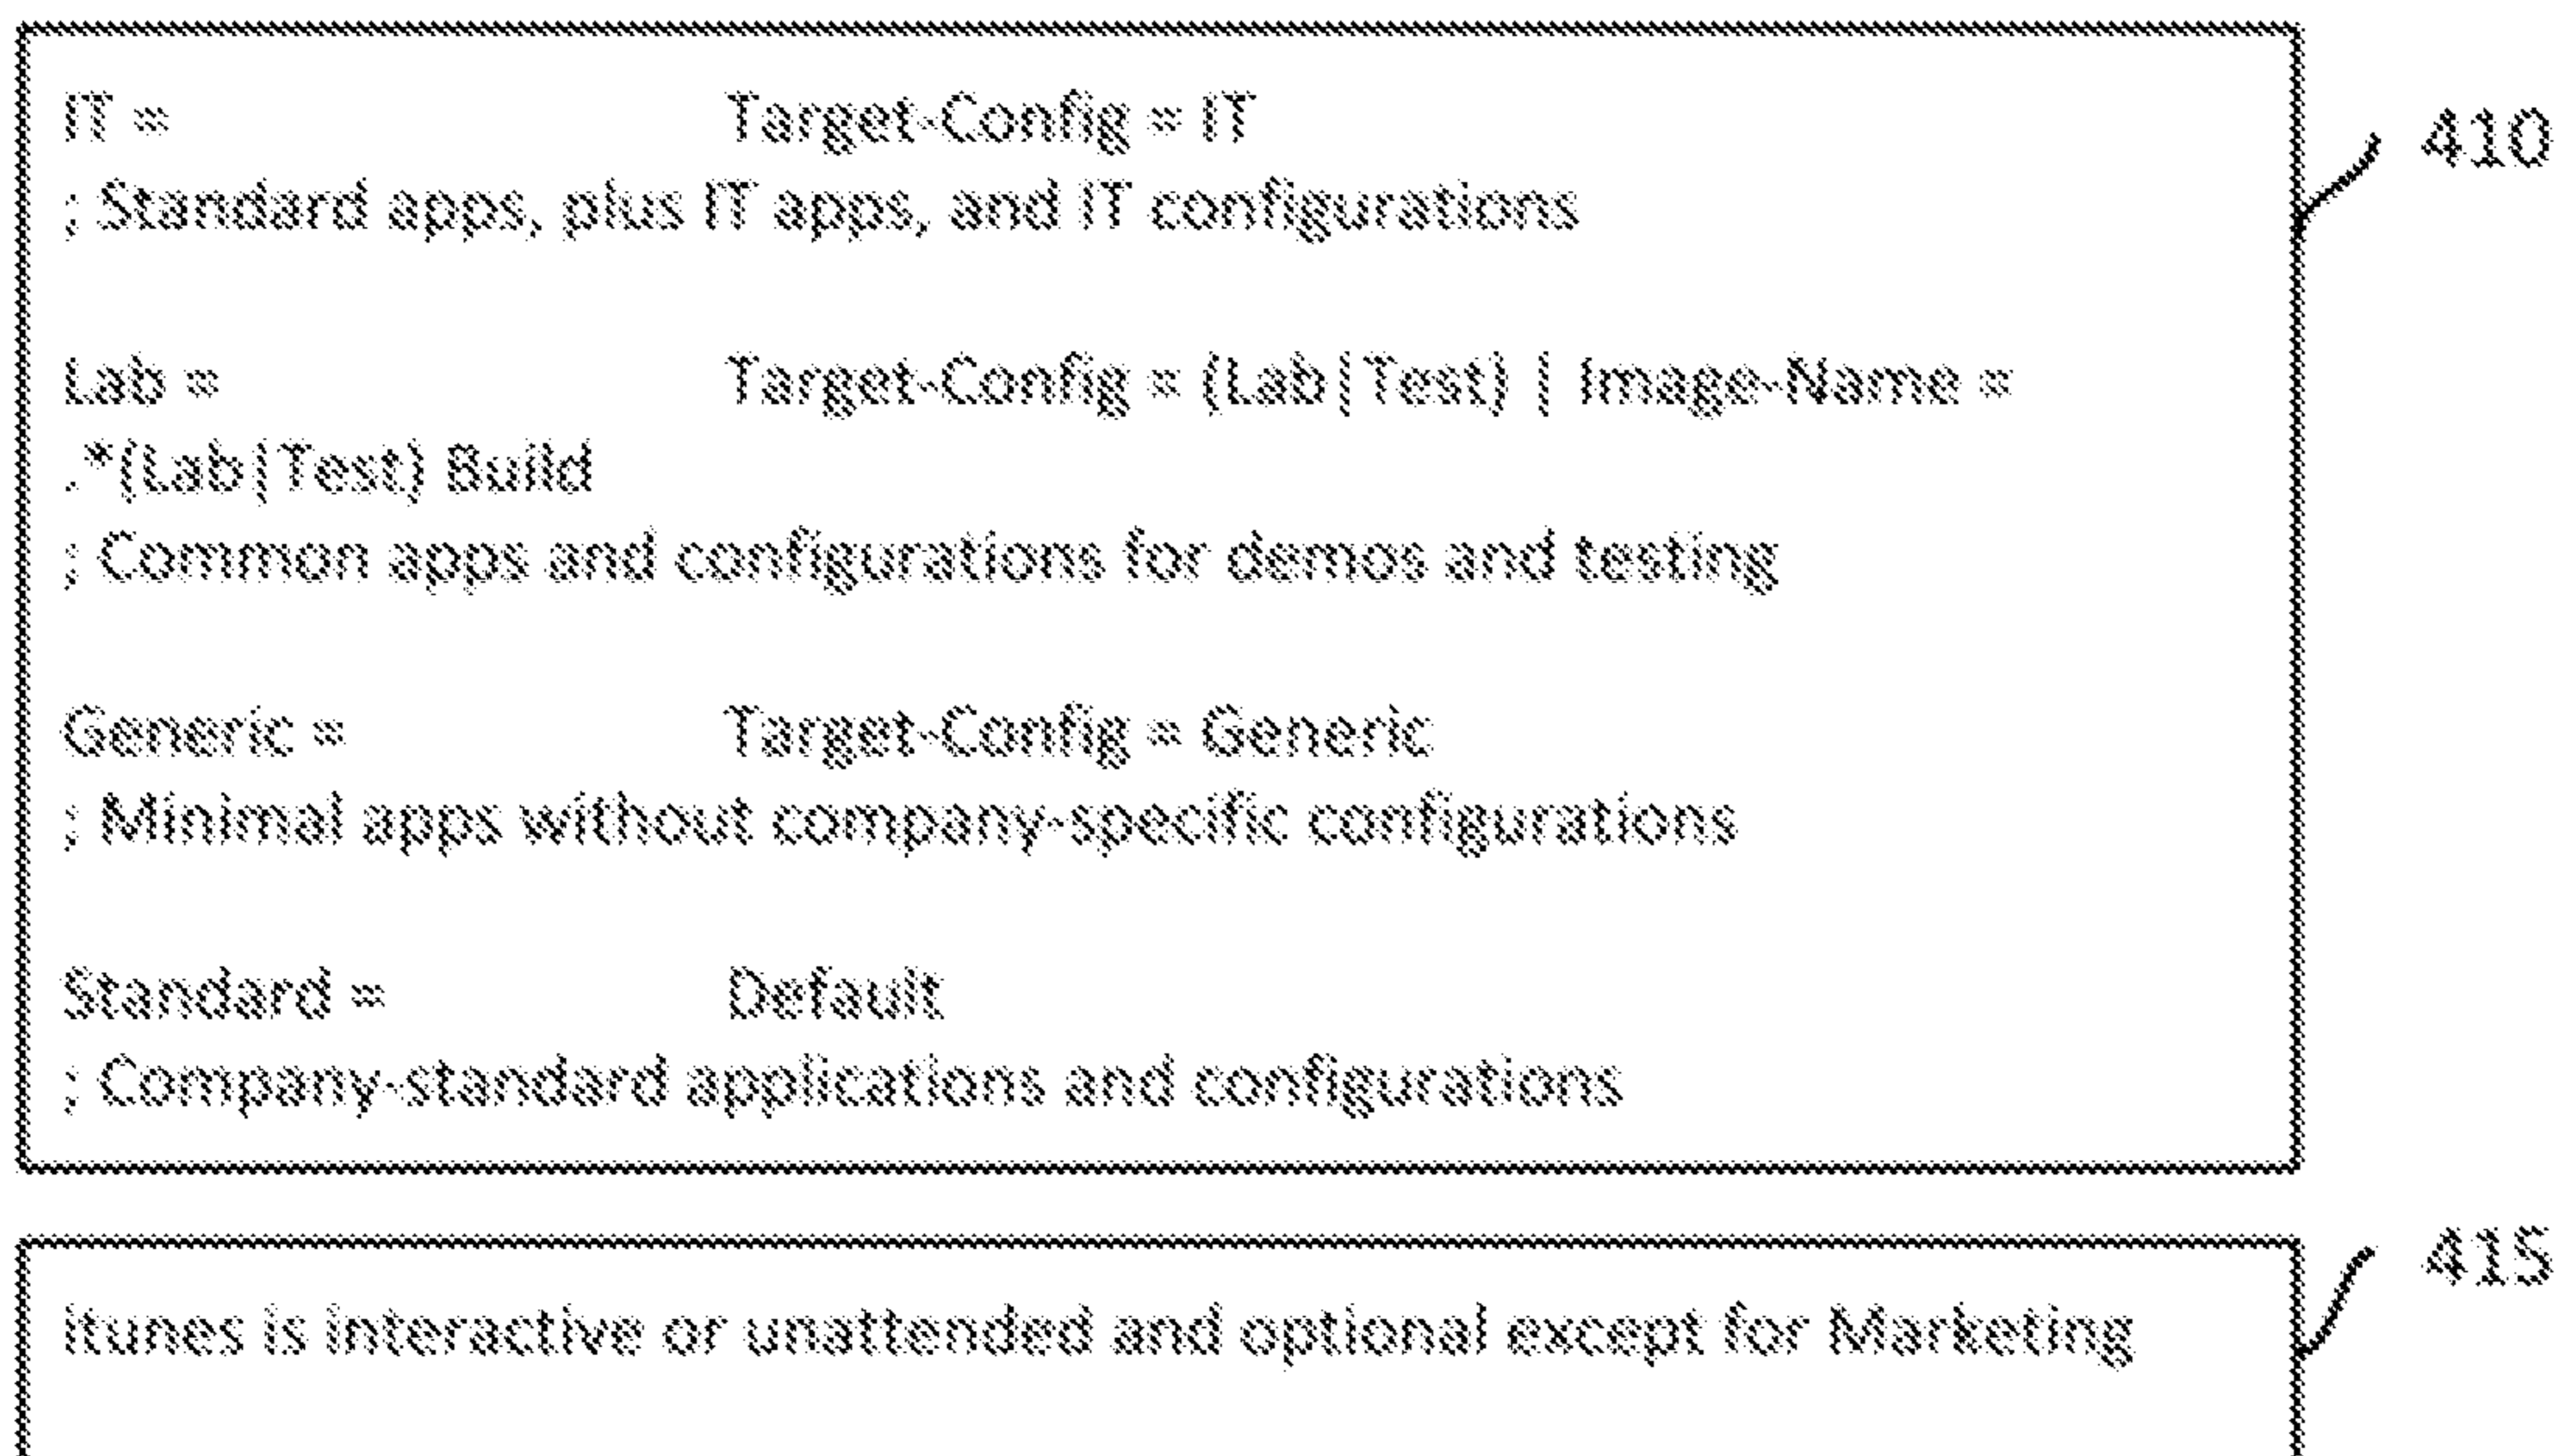 IT = Target-Config = IT
410
; Standard apps, plus IT apps, and IT configurations
Lab = Target-Config = (Lab|Test) | Image-Name =
.*(Lab|Test) Build
; Common apps and configurations for demos and testing
Generic = Target-Config = Generic
; Minimal apps without company-specific configurations
Standard = Default
; Company-standard applications and configurations
415
itunes is interactive or unattended and optional except for Marketing